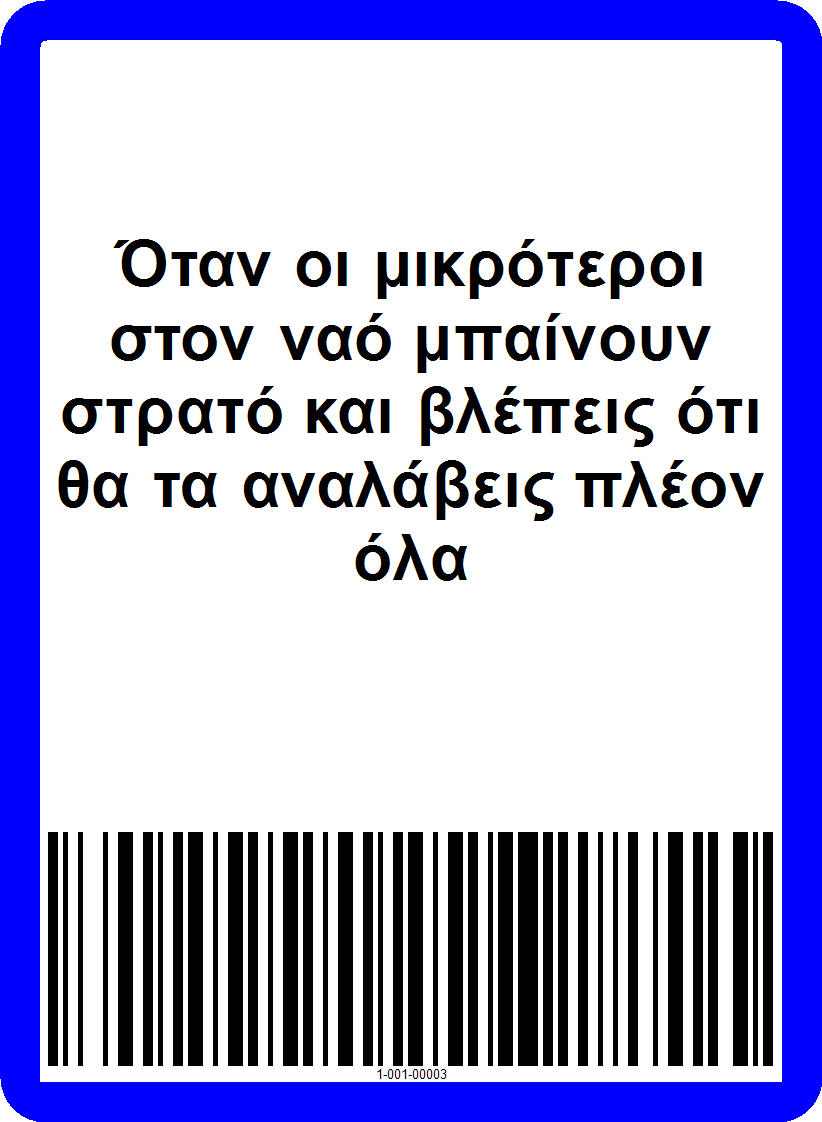 Όταν οι μικρότεροι
στον ναό μπαίνουν
στρατό και βλέπεις ότι
θα τα αναλάβεις πλέον
όλα
1-001-00003